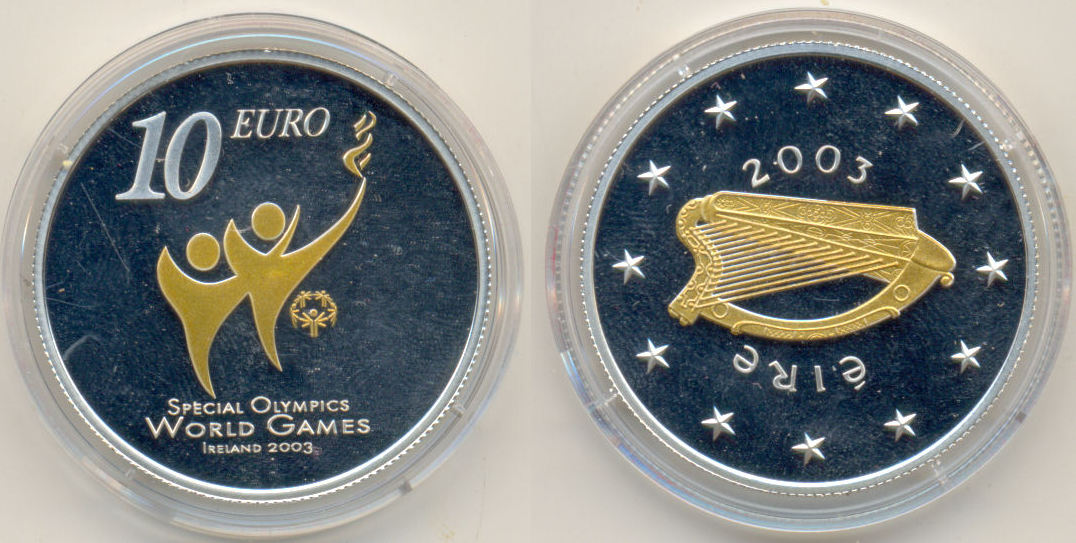 10 EURO
SPECIAL OLYMPICS
WORLD GAMES
IRELAND 2003
2003
éIRe